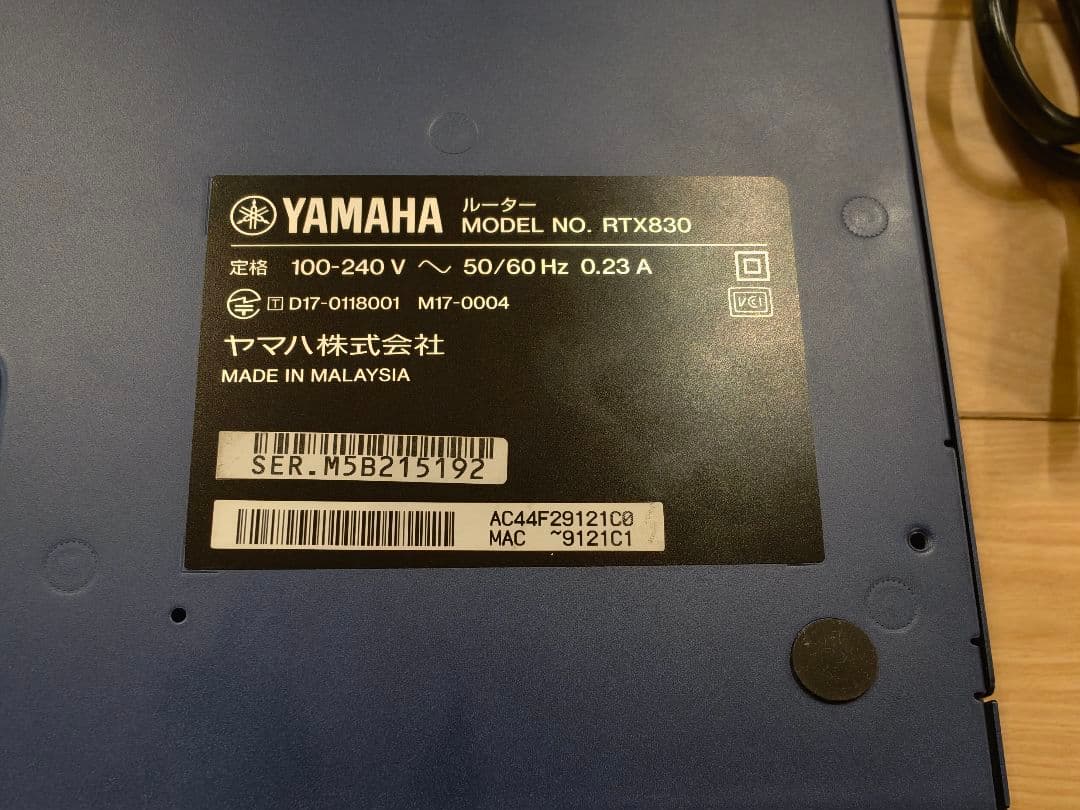 YAMAHA ルーター
MODEL NO. RTX830
定格 100-240 V ～ 50/60 Hz 0.23 A
T D17-0118001 M17-0004
VCI
ヤマハ株式会社
MADE IN MALAYSIA
SER.M5B215192
AC44F29121C0
MAC ~9121C1